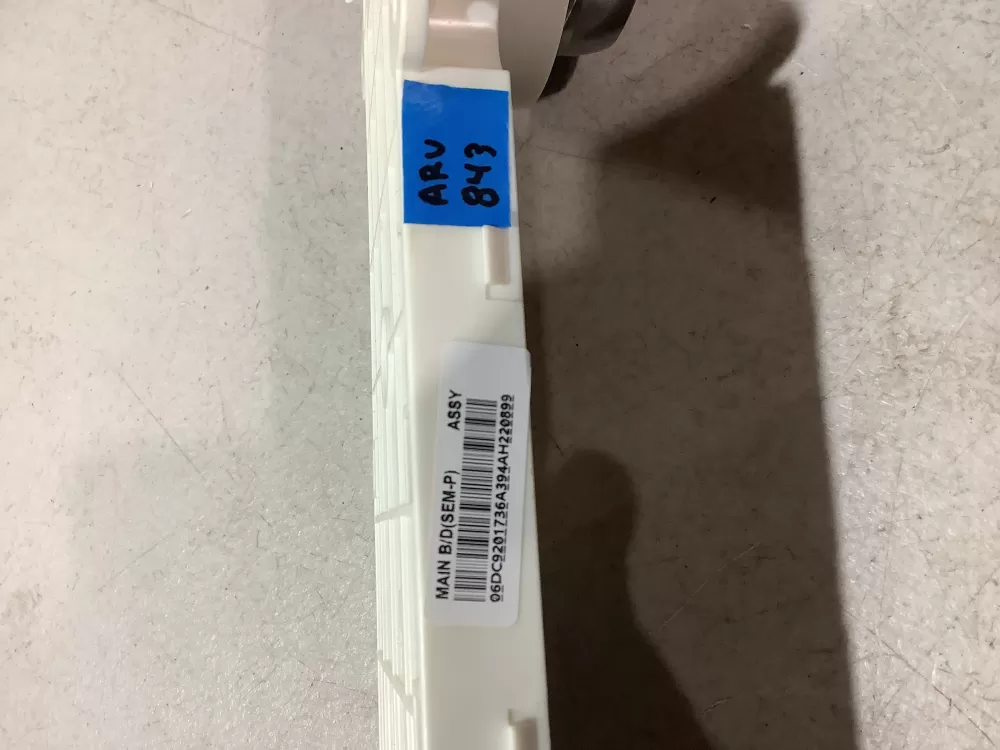 ARV
843
MAIN B/D(SEM-P) ASSY
06DC9201736A394AH220899